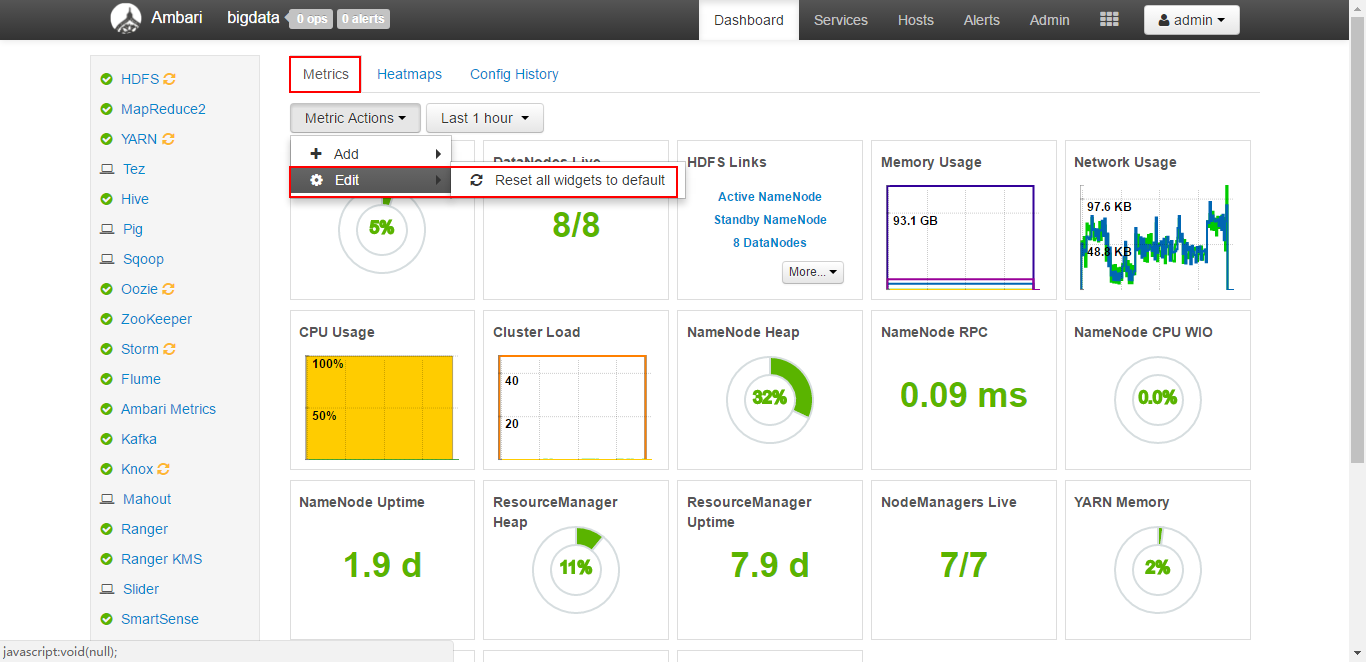 Ambari bigdata 0 ops 0 alerts Dashboard Services Hosts Alerts Admin admin
HDFS
MapReduce2
YARN
Tez
Hive
Pig
Sqoop
Oozie
ZooKeeper
Storm
Flume
Ambari Metrics
Kafka
Knox
Mahout
Ranger
Ranger KMS
Slider
SmartSense
Metrics Heatmaps Config History
Metric Actions Last 1 hour
Add
Edit
Reset all widgets to default
5%
DataNodes Live
8/8
HDFS Links
Active NameNode
Standby NameNode
8 DataNodes
More...
Memory Usage
93.1 GB
Network Usage
97.6 KB
48.8 KB
CPU Usage
100%
50%
Cluster Load
40
20
NameNode Heap
32%
NameNode RPC
0.09 ms
NameNode CPU WIO
0.0%
NameNode Uptime
1.9 d
ResourceManager
Heap
11%
ResourceManager
Uptime
7.9 d
NodeManagers Live
7/7
YARN Memory
2%
javascript:void(null);